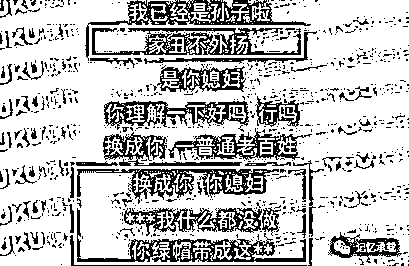 我已经是孙子啦
家丑不外扬
是你媳妇
你理解一下好吗 行吗
换成你 一普通老百姓
换成你 你媳妇
***我什么都没做
你绿帽带成这**